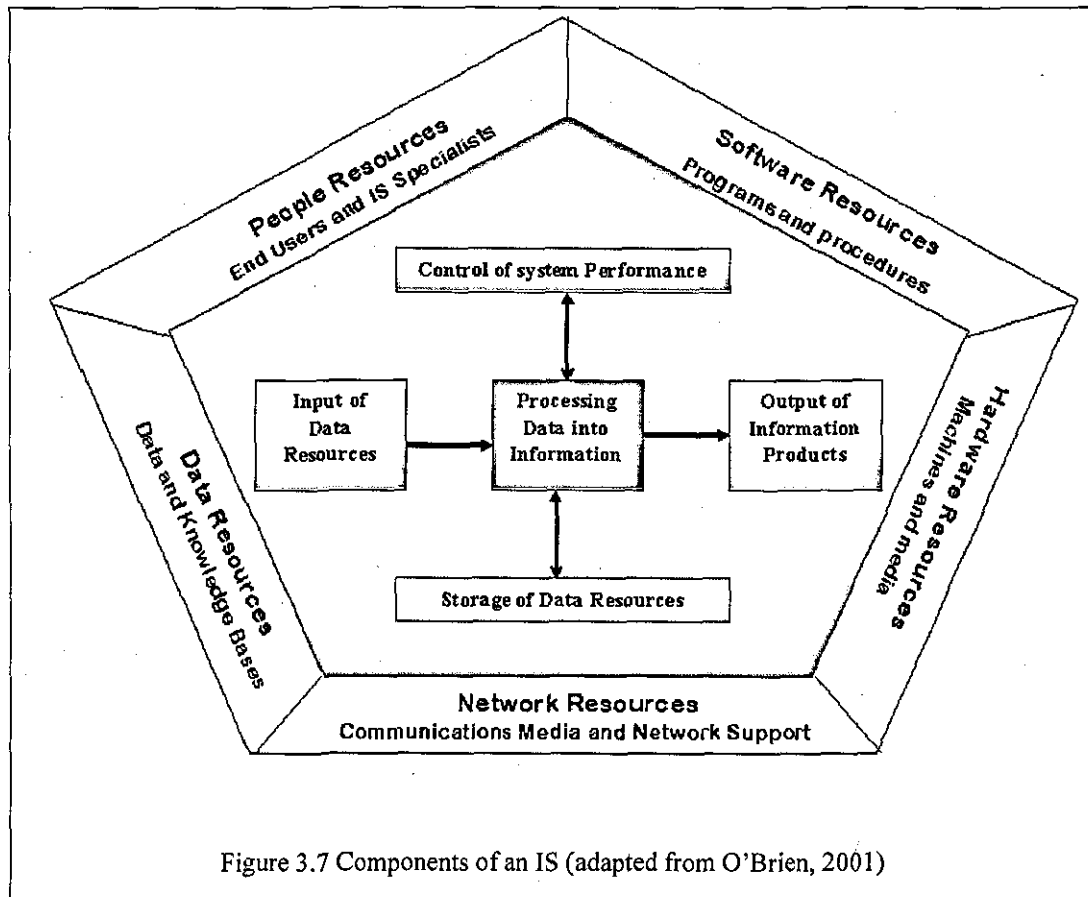 People Resources
End Users and IS Specialists
Software Resources
Programs and procedures
Control of system Performance
Input of
Data
Resources
Processing
Data into
Information
Output of
Information
Products
Storage of Data Resources
Data Resources
Data and Knowledge Bases
Hardware Resources
Machines and media
Network Resources
Communications Media and Network Support
Figure 3.7 Components of an IS (adapted from O'Brien, 2001)